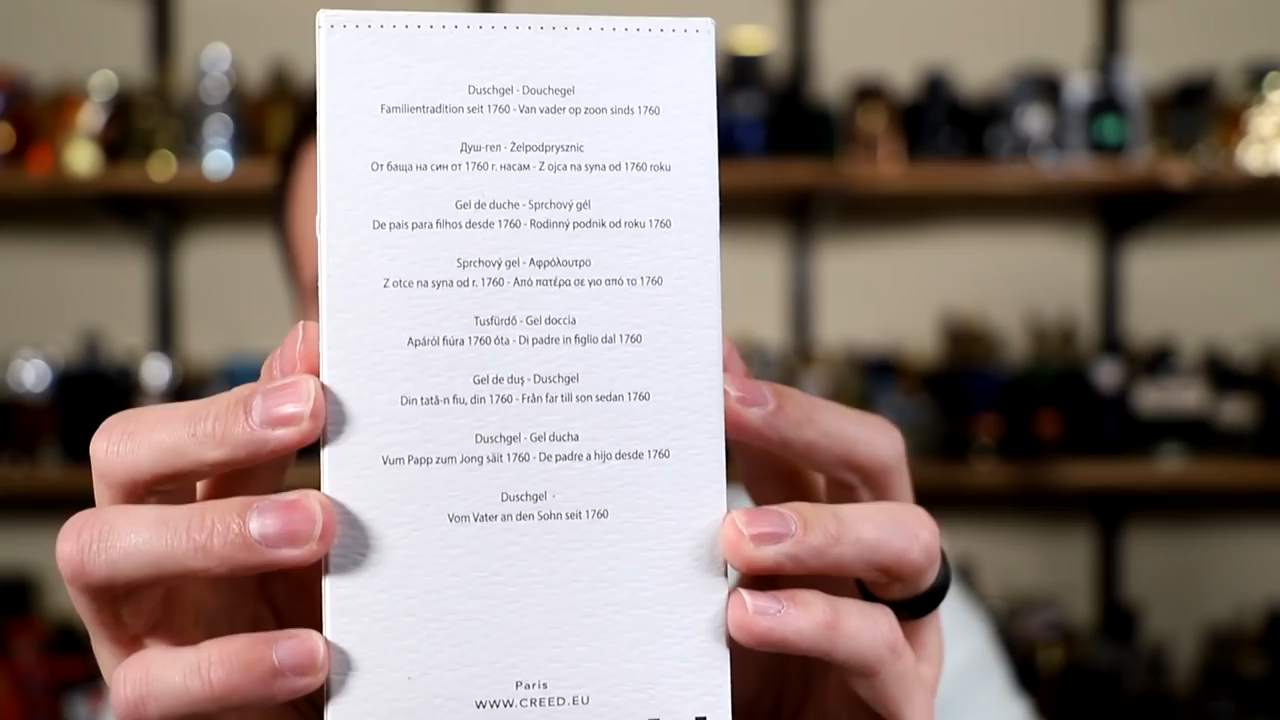 Duschgel - Douchegel
Familientradition seit 1760 - Van vader op zoon sinds 1760
Душ-гел - Żelpodprysznic
От баща на син от 1760 г. насам - Z ojca na syna od 1760 roku
Gel de duche - Sprchový gél
De pais para filhos desde 1760 - Rodinný podnik od roku 1760
Sprchový gel - Αφρόλουτρο
Z otce na syna od r. 1760 - Από πατέρα σε γιο από το 1760
Tusfürdő - Gel doccia
Apáról fiúra 1760 óta - Di padre in figlio dal 1760
Gel de duş - Duschgel
Din tată-n fiu, din 1760 - Från far till son sedan 1760
Duschgel - Gel ducha
Vum Papp zum Jong säit 1760 - De padre a hijo desde 1760
Duschgel -
Vom Vater an den Sohn seit 1760
Paris
WWW.CREED.EU